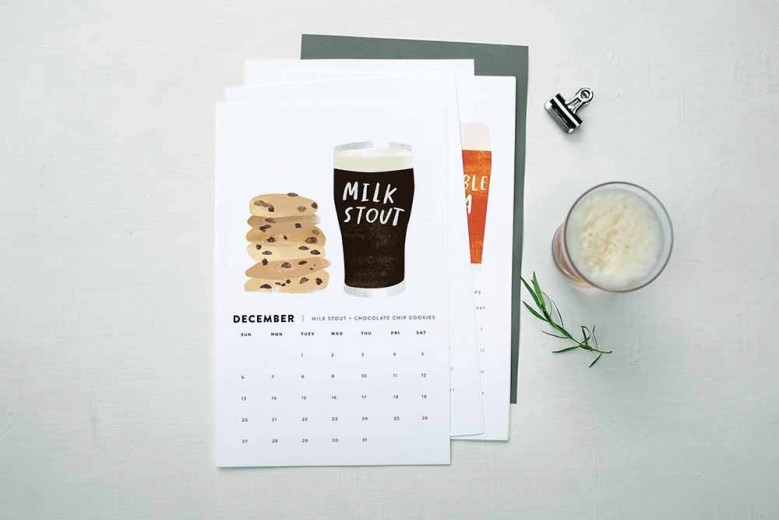 MILK
STOUT
BLE
A
DECEMBER | MILK STOUT + CHOCOLATE CHIP COOKIES
SUN MON TUES WED THU FRI SAT
1 2 3 4 5
6 7 8 9 10 11 12
13 14 15 16 17 18 19
20 21 22 23 24 25 26
27 28 29 30 31